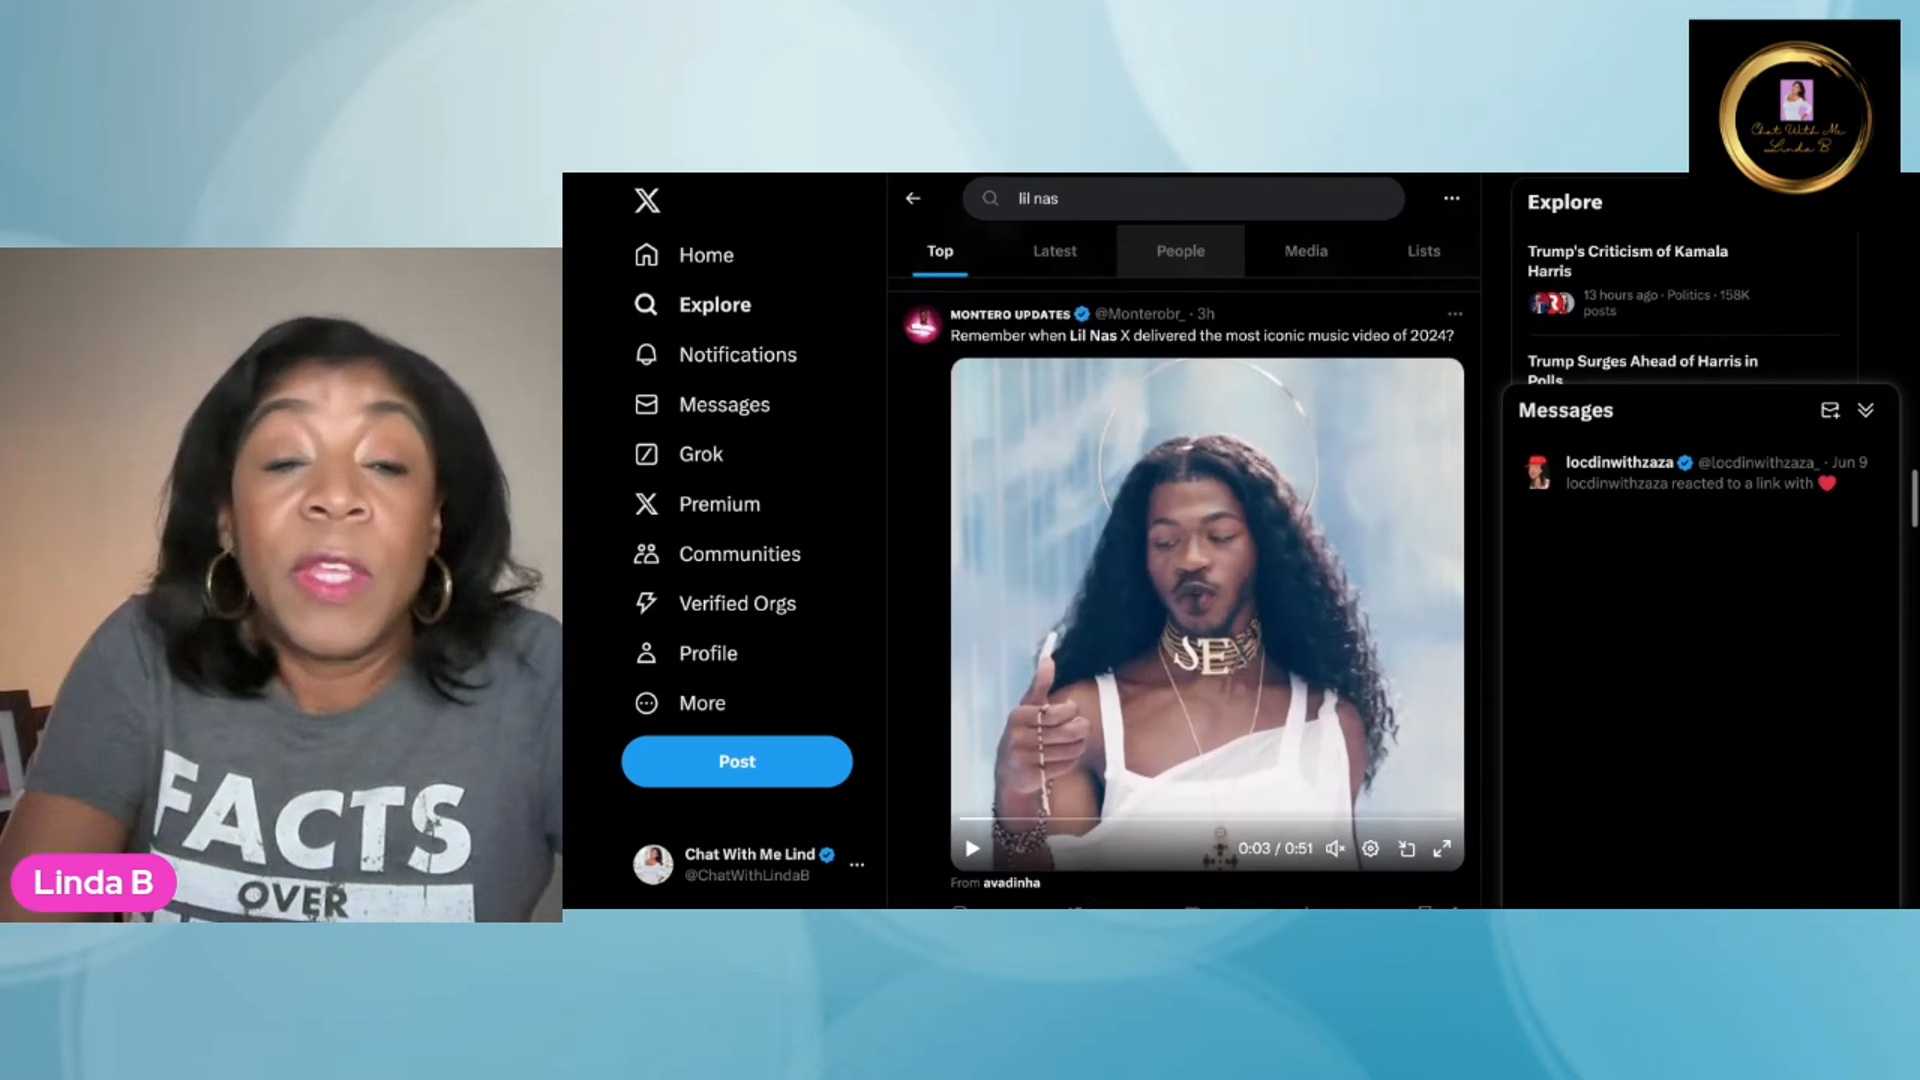 Chat With Me
Linda B
lil nas
Top
Latest
People
Media
Lists
Home
Explore
Notifications
Messages
Grok
Premium
Communities
Verified Orgs
Profile
More
Post
Chat With Me Lind
@ChatWithLindaB
MONTERO UPDATES @Monterobr_ · 3h
Remember when Lil Nas X delivered the most iconic music video of 2024?
SEX
0:03 / 0:51
From avadinha
Explore
Trump's Criticism of Kamala
Harris
13 hours ago · Politics · 158K
posts
Trump Surges Ahead of Harris in
Polls
Messages
locdinwithzaza @locdinwithzaza_ · Jun 9
locdinwithzaza reacted to a link with ❤️
FACTS
OVER
Linda B